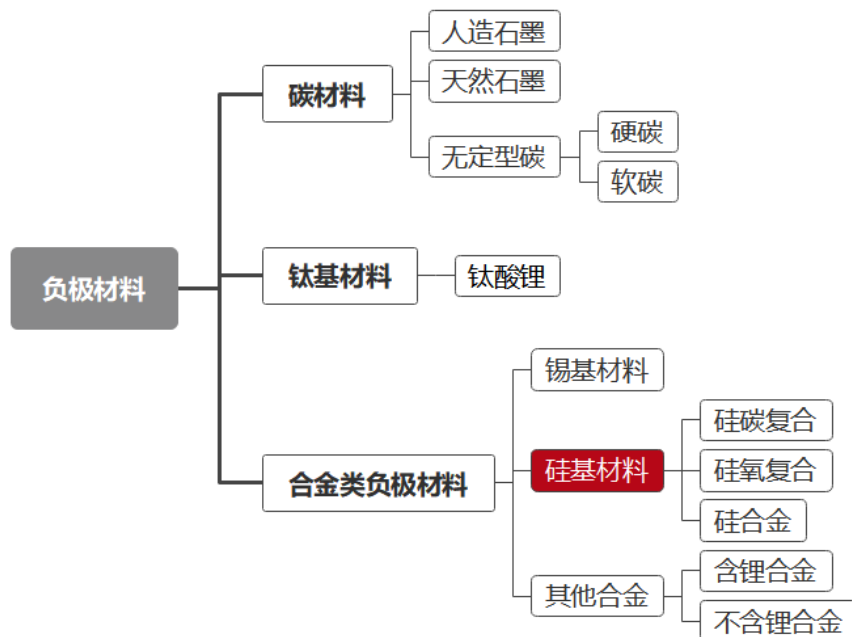 负极材料
碳材料
人造石墨
天然石墨
无定型碳
硬碳
软碳
钛基材料
钛酸锂
合金类负极材料
锡基材料
硅基材料
硅碳复合
硅氧复合
硅合金
其他合金
含锂合金
不含锂合金